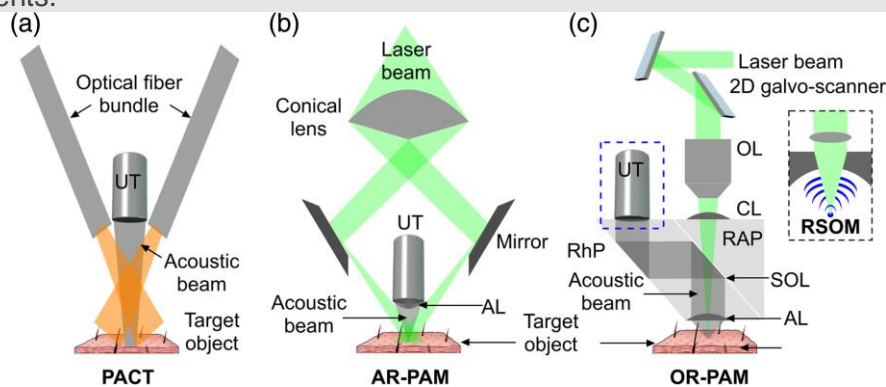 ents.
(a)
Optical fiber
bundle
UT
Acoustic
beam
Target
object
PACT
(b)
Laser
beam
Conical
lens
UT
Mirror
Acoustic
beam
AL
Target
object
AR-PAM
(c)
Laser beam
2D galvo-scanner
OL
UT
CL
RSOM
RhP
RAP
Acoustic
beam
SOL
AL
OR-PAM